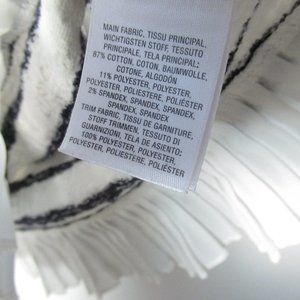 MAIN FABRIC, TISSU PRINCIPAL,
WICHTIGSTEN STOFF, TESSUTO
PRINCIPALE, TELA PRINCIPAL:
87% COTTON, COTON, BAUMWOLLE,
COTONE, ALGODÓN
11% POLYESTER, POLYESTER,
POLYESTER, POLIESTERE, POLIÉSTER
2% SPANDEX, SPANDEX, SPANDEX,
SPANDEX, SPANDEX
TRIM FABRIC, TISSU DE GARNITURE,
STOFF TRIMMEN, TESSUTO DI
GUARNIZIONI, TELA DE AJUSTE:
100% POLYESTER, POLYESTER,
POLYESTER, POLIESTERE, POLIÉSTER